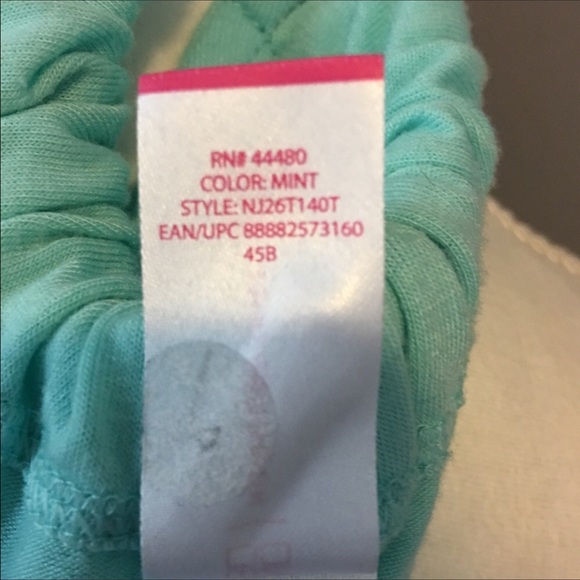 RN# 44480
COLOR: MINT
STYLE: NJ26T140T
EAN/UPC 88882573160
45B